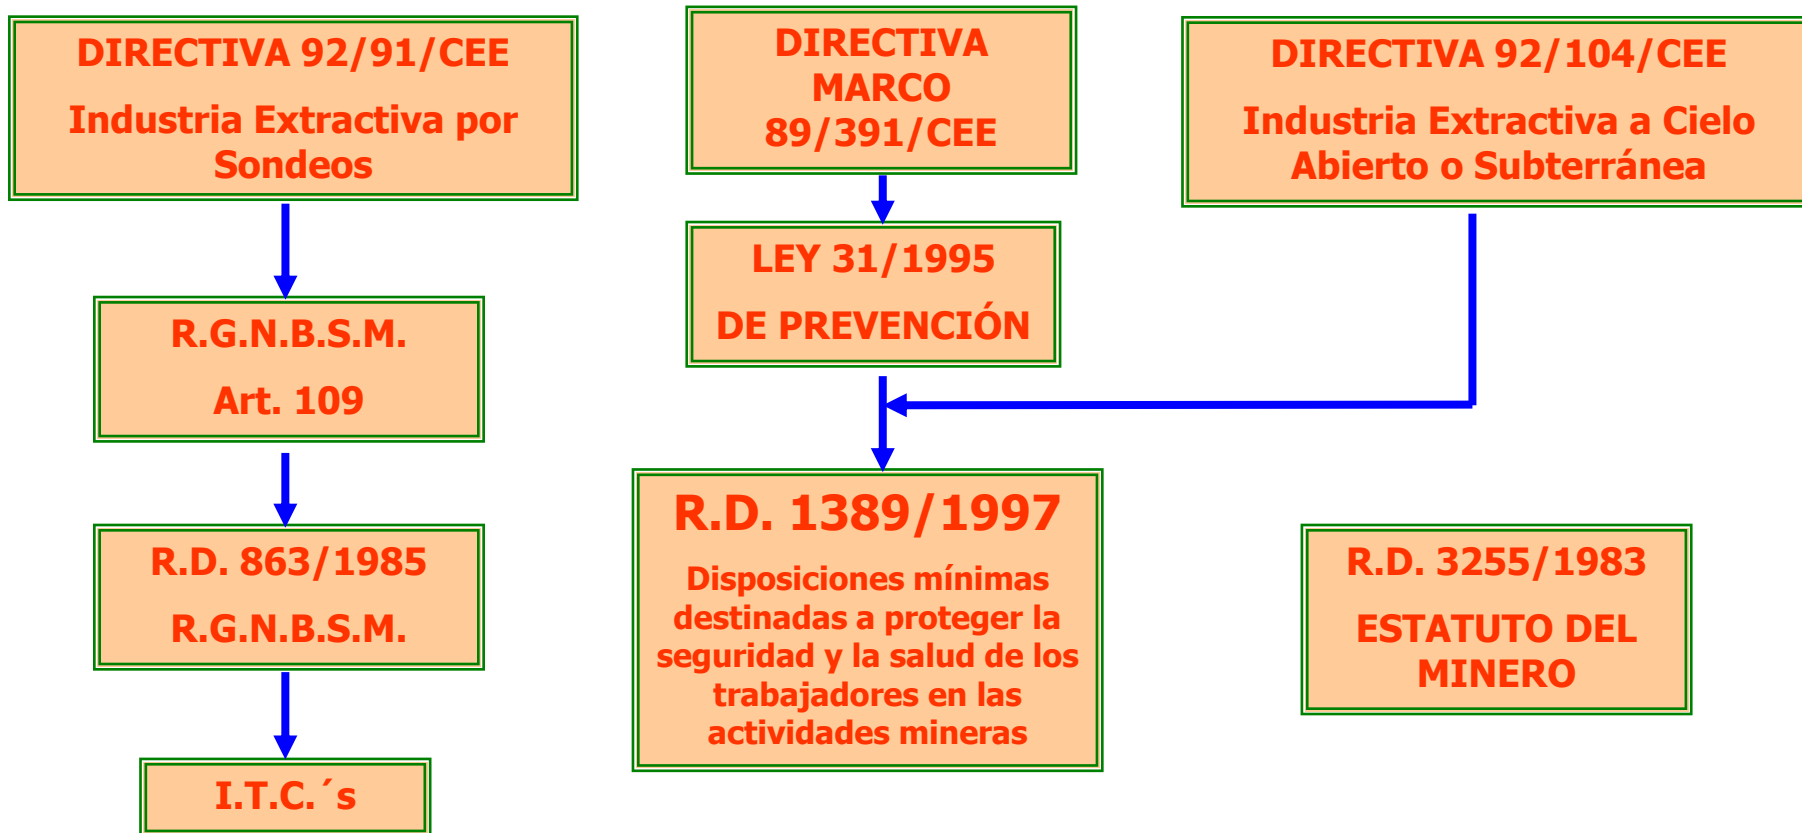 DIRECTIVA 92/91/CEE
Industria Extractiva por
Sondeos
R.G.N.B.S.M.
Art. 109
R.D. 863/1985
R.G.N.B.S.M.
I.T.C.´s
DIRECTIVA
MARCO
89/391/CEE
LEY 31/1995
DE PREVENCIÓN
R.D. 1389/1997
Disposiciones mínimas
destinadas a proteger la
seguridad y la salud de los
trabajadores en las
actividades mineras
DIRECTIVA 92/104/CEE
Industria Extractiva a Cielo
Abierto o Subterránea
R.D. 3255/1983
ESTATUTO DEL
MINERO